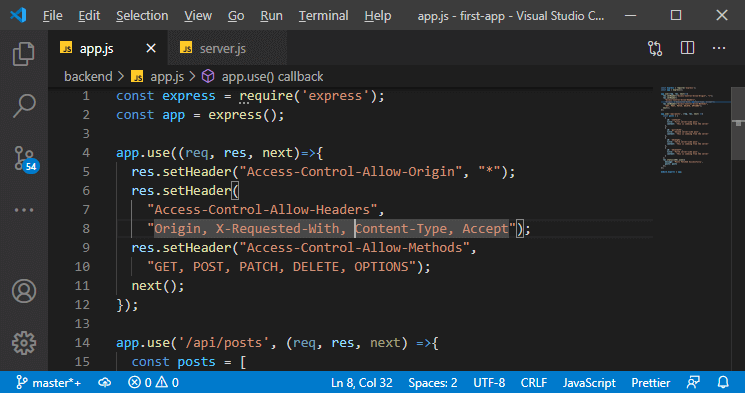 File Edit Selection View Go Run Terminal Help app.js - first-app - Visual Studio C...
JS app.js JS server.js
backend > JS app.js > app.use() callback
1 const express = require('express');
2 const app = express();
3
4 app.use((req, res, next)=>{
5 res.setHeader("Access-Control-Allow-Origin", "*");
6 res.setHeader(
7 "Access-Control-Allow-Headers",
8 "Origin, X-Requested-With, Content-Type, Accept");
9 res.setHeader("Access-Control-Allow-Methods",
10 "GET, POST, PATCH, DELETE, OPTIONS");
11 next();
12 });
13
14 app.use('/api/posts', (req, res, next) =>{
15 const posts = [
54
master*+ 0 0 Ln 8, Col 32 Spaces: 2 UTF-8 CRLF JavaScript Prettier